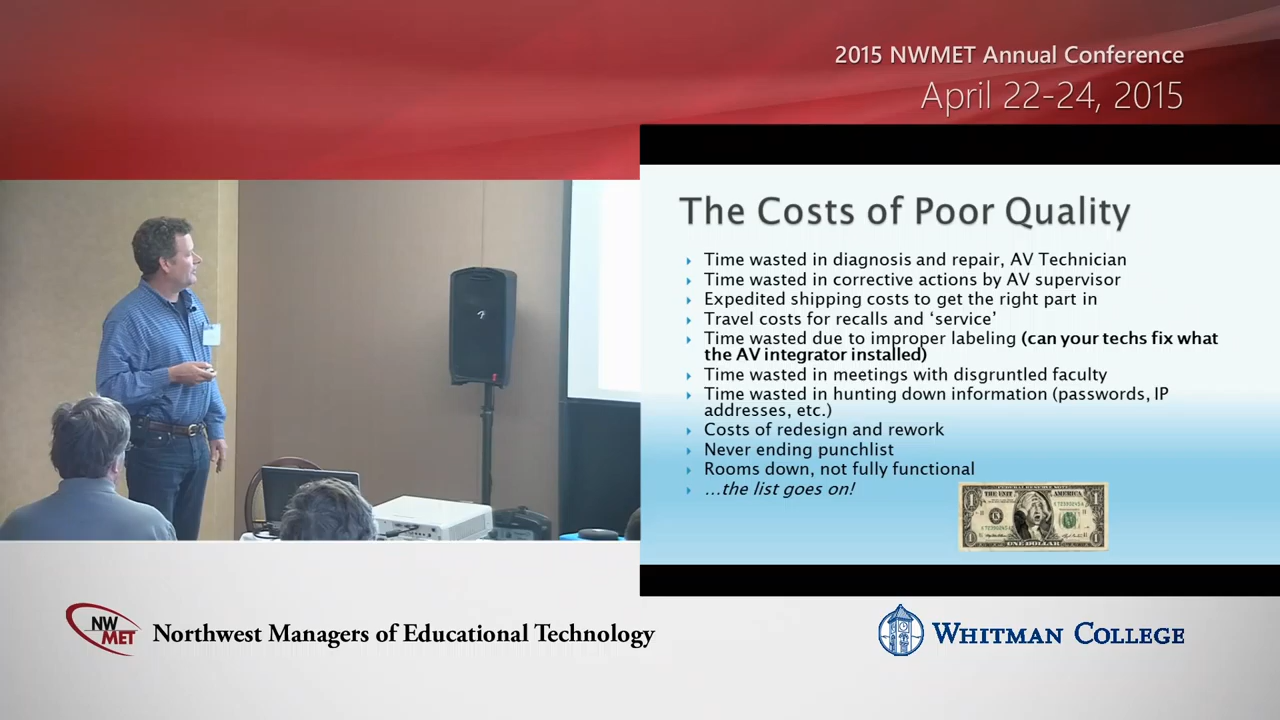 2015 NWMET Annual Conference
April 22-24, 2015
The Costs of Poor Quality
Time wasted in diagnosis and repair, AV Technician
Time wasted in corrective actions by AV supervisor
Expedited shipping costs to get the right part in
Travel costs for recalls and ‘service’
Time wasted due to improper labeling (can your techs fix what
the AV integrator installed)
Time wasted in meetings with disgruntled faculty
Time wasted in hunting down information (passwords, IP
addresses, etc.)
Costs of redesign and rework
Never ending punchlist
Rooms down, not fully functional
...the list goes on!
FEDERAL RESERVE NOTE
ONE DOLLAR
NW
MET
Northwest Managers of Educational Technology
WHITMAN COLLEGE